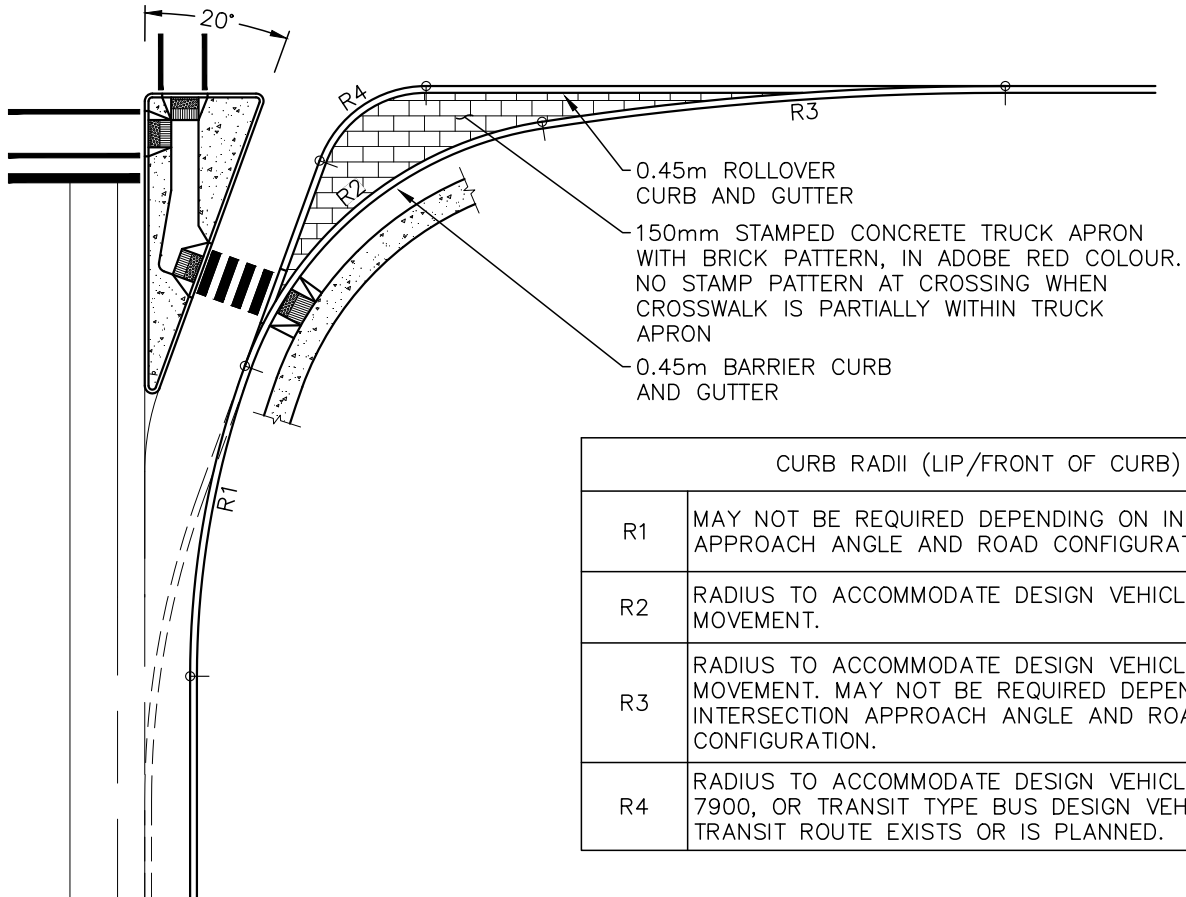 20°
R4
R3
R2
0.45m ROLLOVER
CURB AND GUTTER
150mm STAMPED CONCRETE TRUCK APRON
WITH BRICK PATTERN, IN ADOBE RED COLOUR.
NO STAMP PATTERN AT CROSSING WHEN
CROSSWALK IS PARTIALLY WITHIN TRUCK
APRON
0.45m BARRIER CURB
AND GUTTER
R1
CURB RADII (LIP/FRONT OF CURB)
R1
MAY NOT BE REQUIRED DEPENDING ON IN
APPROACH ANGLE AND ROAD CONFIGURAT
R2
RADIUS TO ACCOMMODATE DESIGN VEHICL
MOVEMENT.
R3
RADIUS TO ACCOMMODATE DESIGN VEHICL
MOVEMENT. MAY NOT BE REQUIRED DEPEN
INTERSECTION APPROACH ANGLE AND ROA
CONFIGURATION.
R4
RADIUS TO ACCOMMODATE DESIGN VEHICL
7900, OR TRANSIT TYPE BUS DESIGN VEH
TRANSIT ROUTE EXISTS OR IS PLANNED.